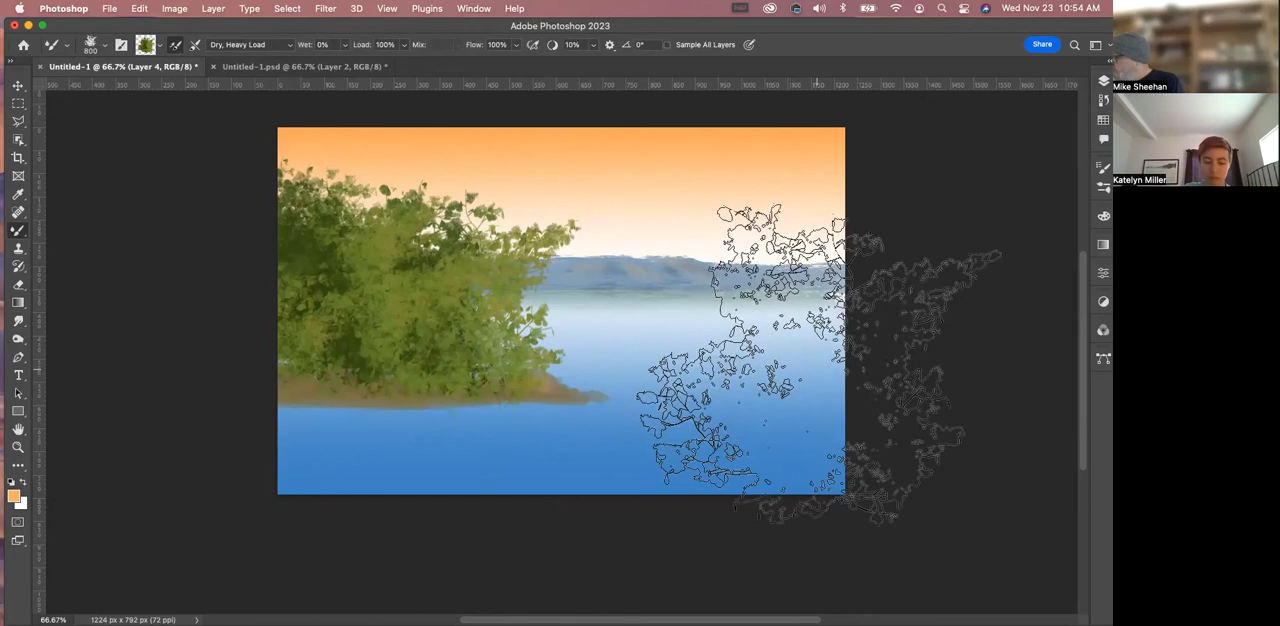 Photoshop File Edit Image Layer Type Select Filter 3D View Plugins Window Help Wed Nov 23 10:54 AM
Adobe Photoshop 2023
800 Dry, Heavy Load Wet: 0% Load: 100% Mix: Flow: 100% 10% 0° Sample All Layers Share
Untitled-1 @ 66.7% (Layer 4, RGB/8) * Untitled-1.psd @ 66.7% (Layer 2, RGB/8) *
Mike Sheehan
Katelyn Miller
66.67% 1224 px x 792 px (72 ppi)